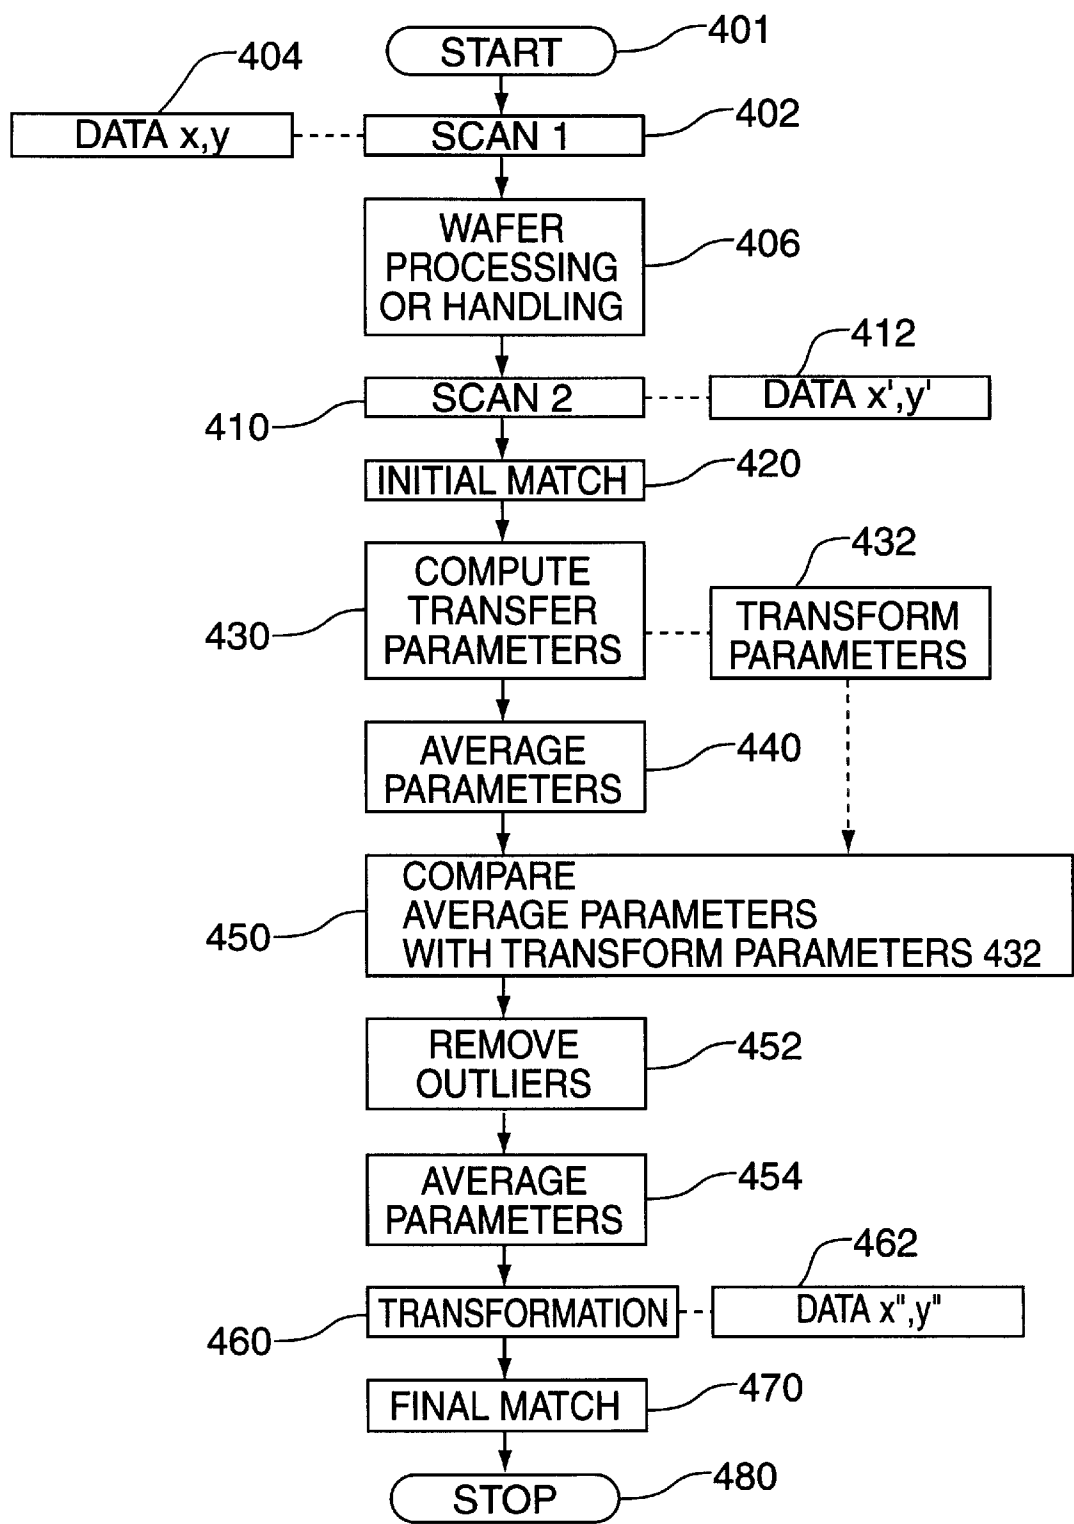 START
401
404
DATA x,y
SCAN 1
402
WAFER
PROCESSING
OR HANDLING
406
412
SCAN 2
DATA x',y'
410
INITIAL MATCH
420
COMPUTE
TRANSFER
PARAMETERS
430
432
TRANSFORM
PARAMETERS
AVERAGE
PARAMETERS
440
COMPARE
AVERAGE PARAMETERS
WITH TRANSFORM PARAMETERS 432
450
REMOVE
OUTLIERS
452
AVERAGE
PARAMETERS
454
462
TRANSFORMATION
DATA x",y"
460
FINAL MATCH
470
STOP
480